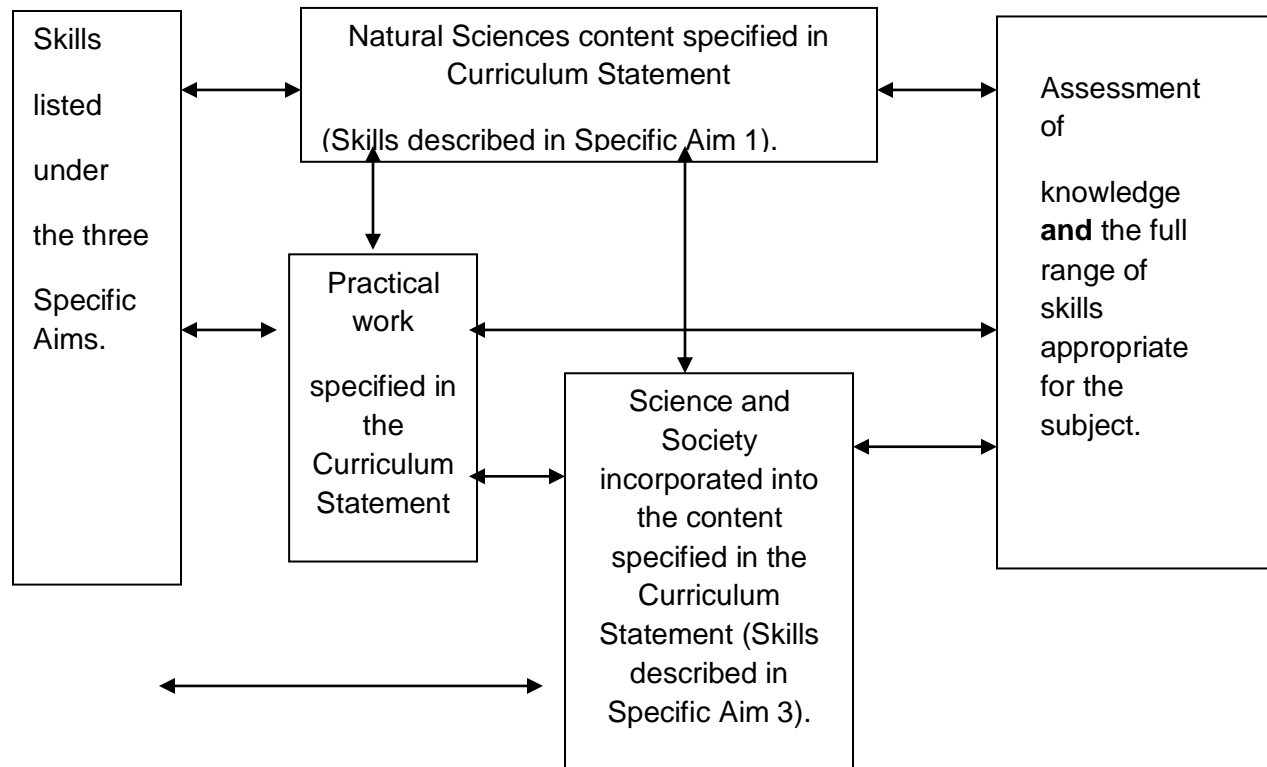 Skills
listed
under
the three
Specific
Aims.
Natural Sciences content specified in
Curriculum Statement
(Skills described in Specific Aim 1).
Practical
work
specified in
the
Curriculum
Statement
Science and
Society
incorporated into
the content
specified in the
Curriculum
Statement (Skills
described in
Specific Aim 3).
Assessment
of
knowledge
and the full
range of
skills
appropriate
for the
subject.